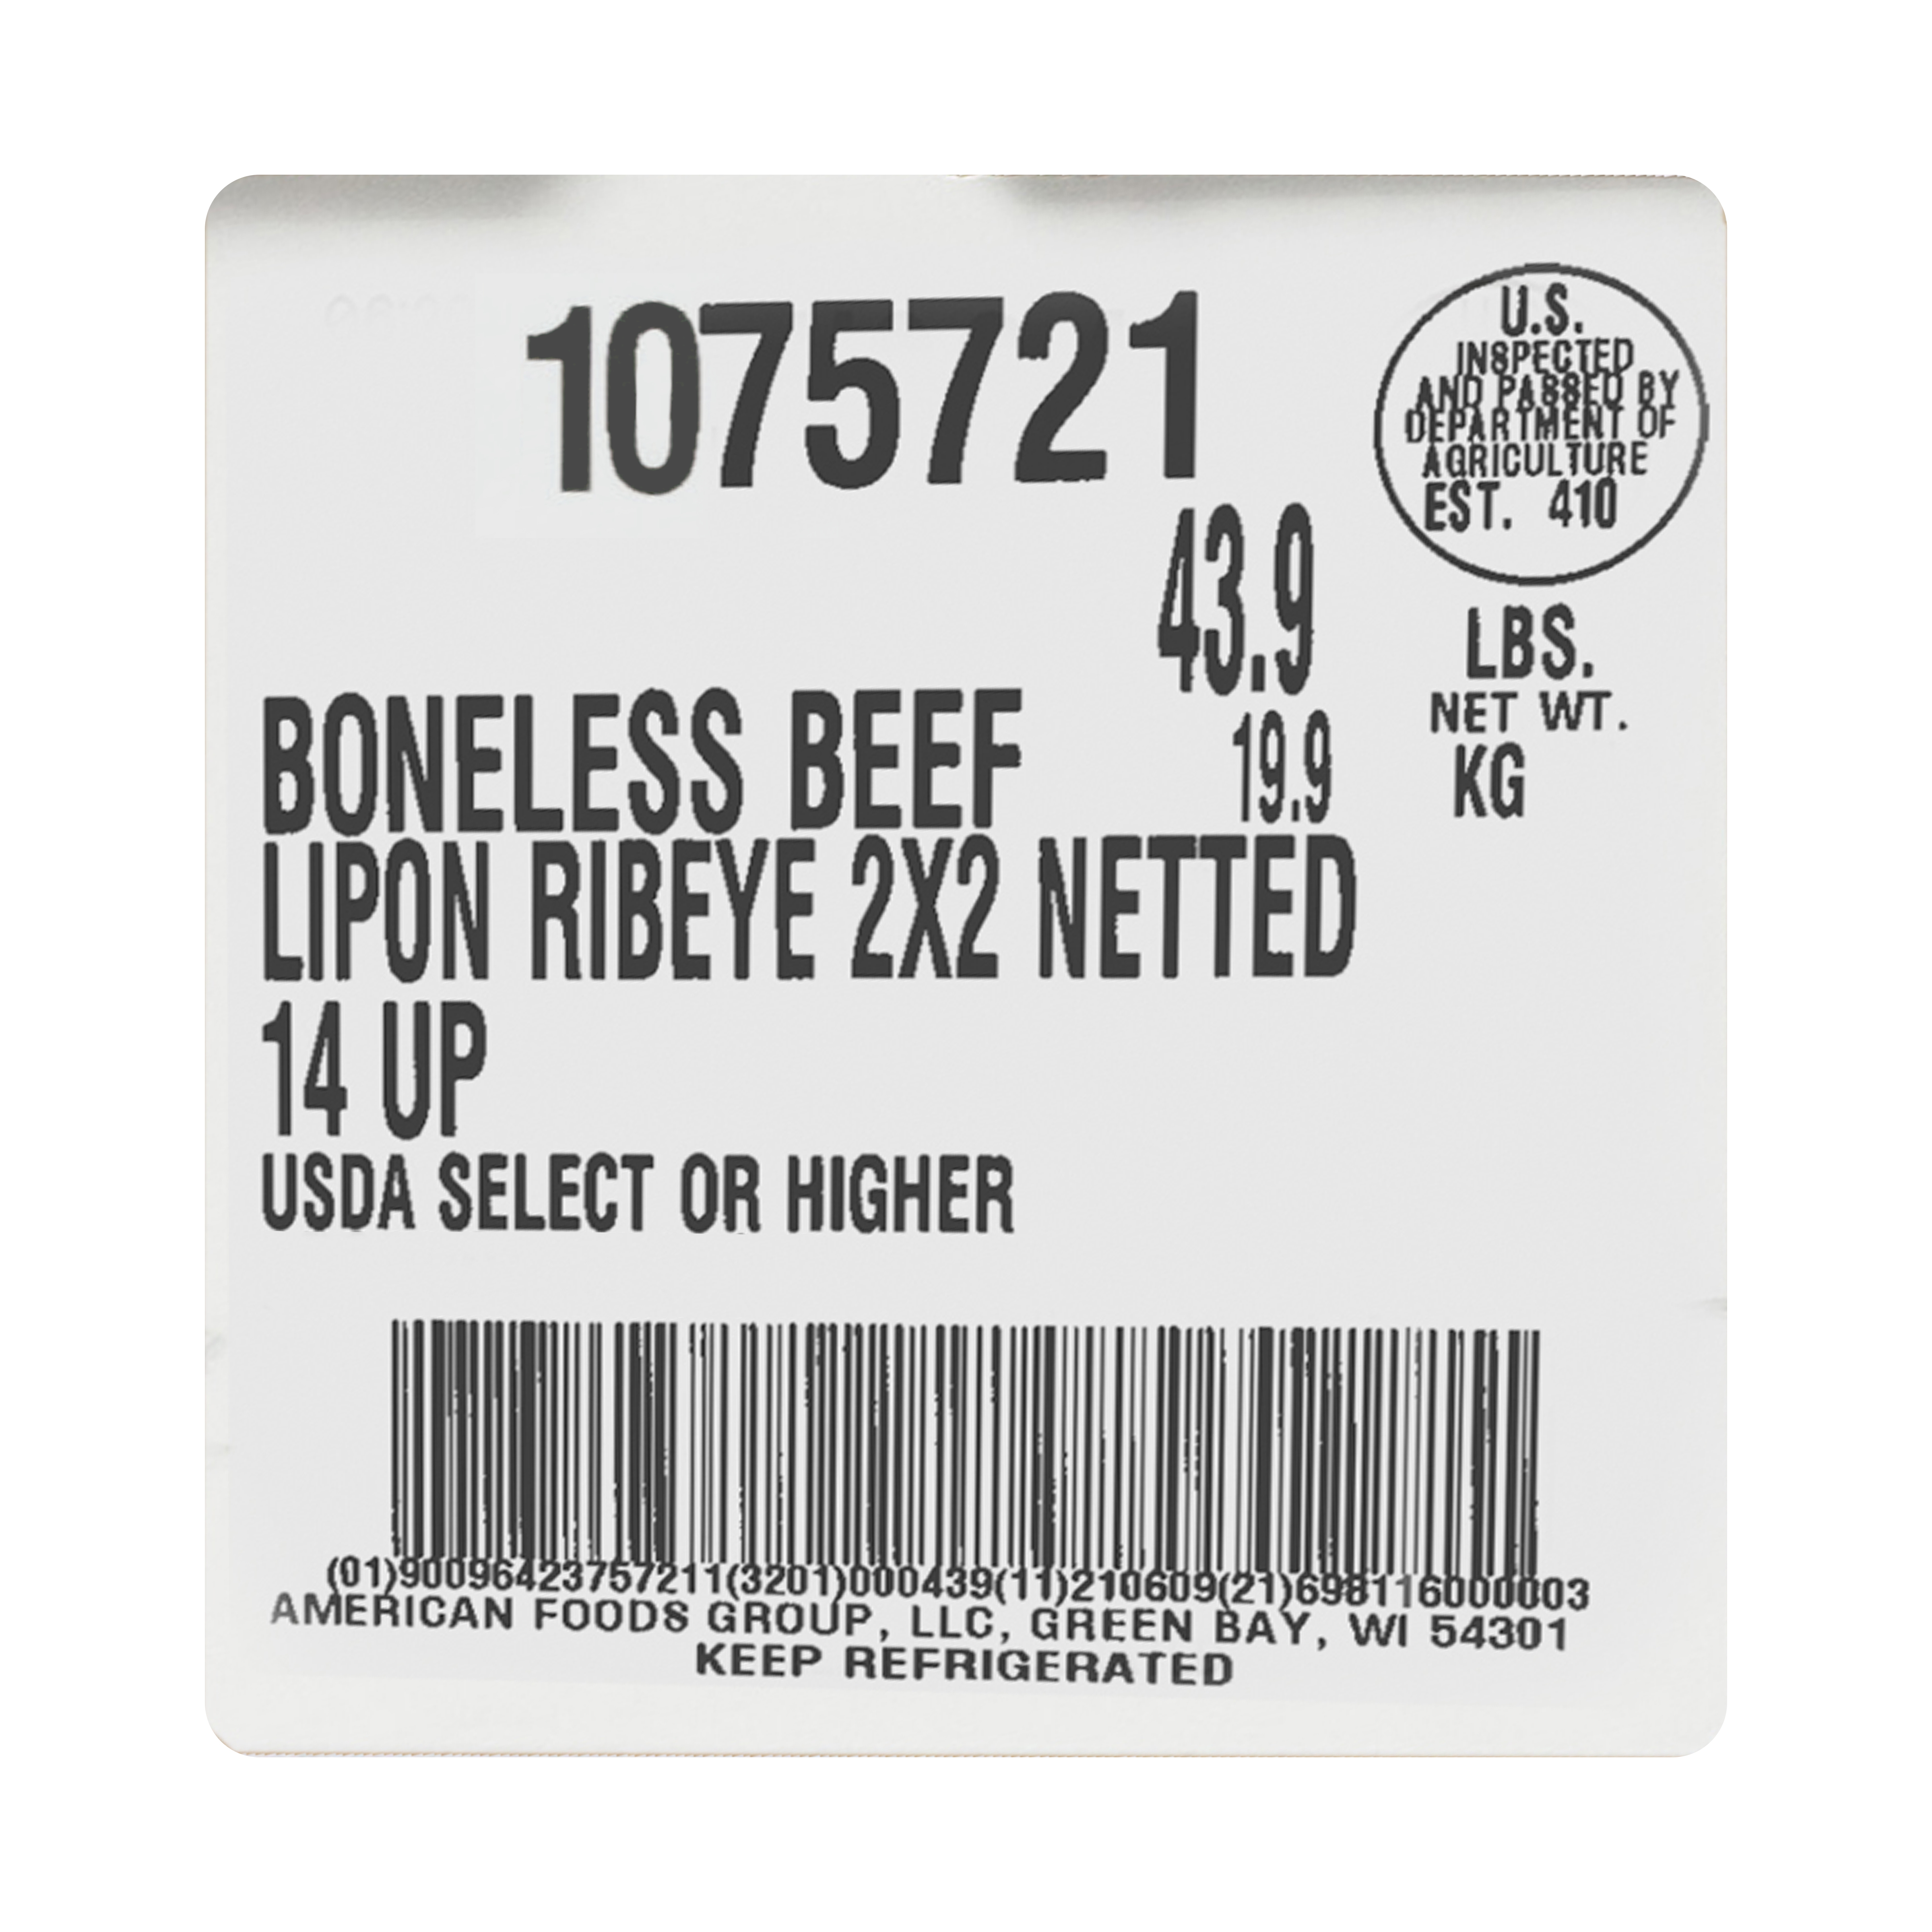 1075721
U.S.
INSPECTED
AND PASSED BY
DEPARTMENT OF
AGRICULTURE
EST. 410
43.9 LBS.
NET WT.
BONELESS BEEF 19.9 KG
LIPON RIBEYE 2X2 NETTED
14 UP
USDA SELECT OR HIGHER
(01)90096423757211(3201)000439(11)210609(21)698116000003
AMERICAN FOODS GROUP, LLC, GREEN BAY, WI 54301
KEEP REFRIGERATED